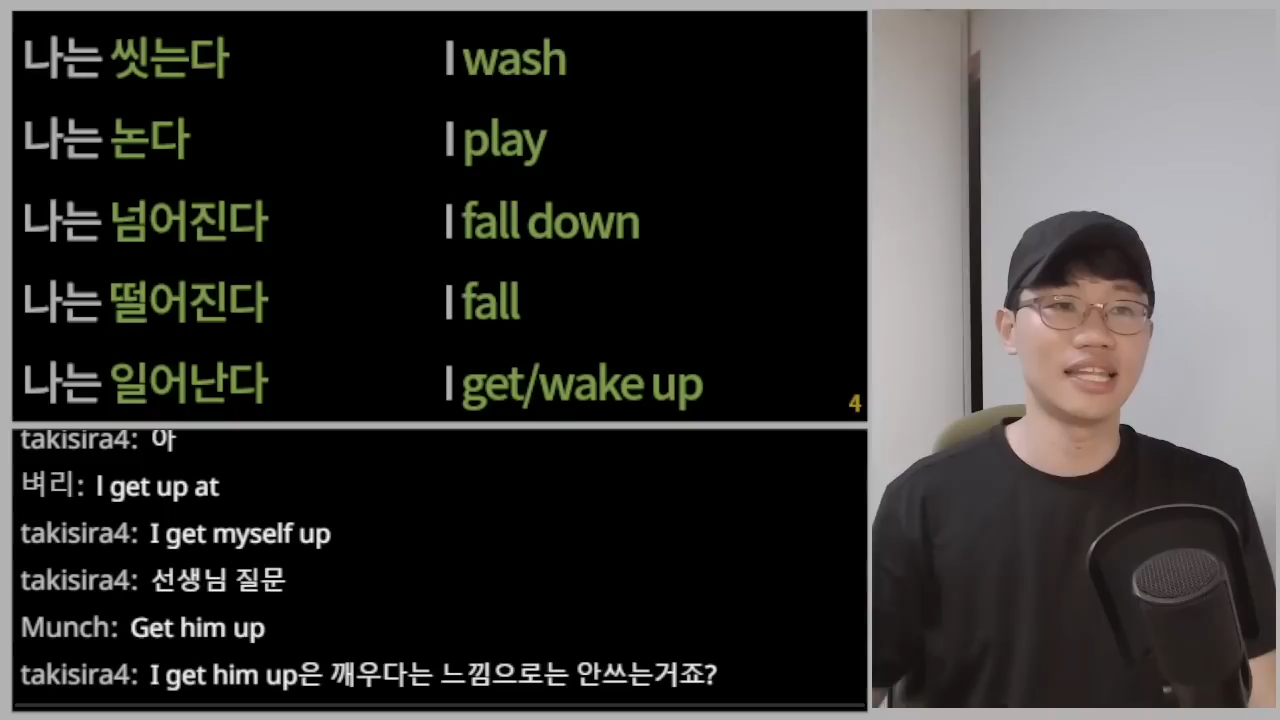 나는 씻는다 I wash
나는 논다 I play
나는 넘어진다 I fall down
나는 떨어진다 I fall
나는 일어난다 I get/wake up
4
takisira4: 아
벼리: I get up at
takisira4: I get myself up
takisira4: 선생님 질문
Munch: Get him up
takisira4: I get him up은 깨우다는 느낌으로는 안쓰는거죠?